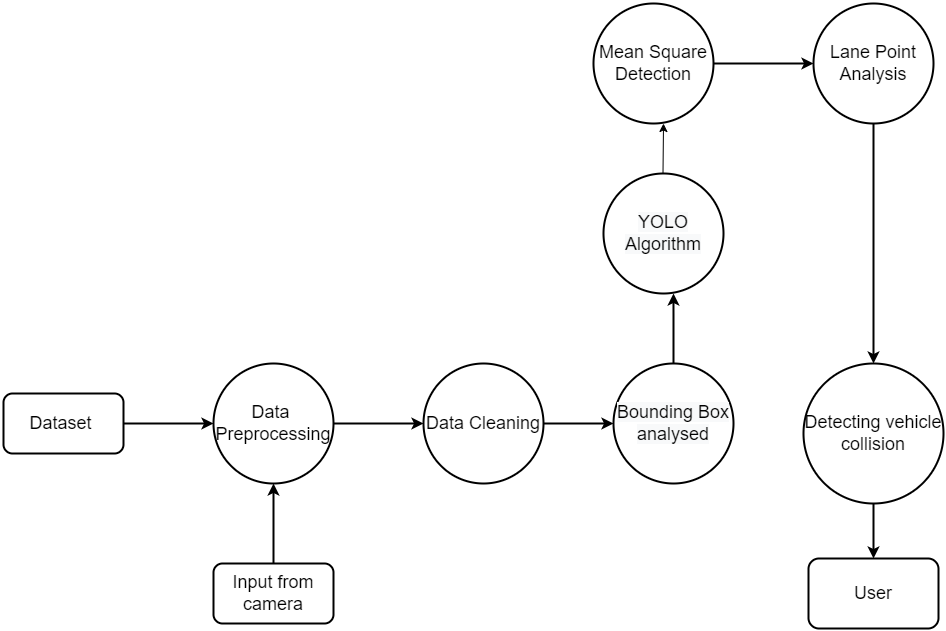 Mean Square
Detection
Lane Point
Analysis
YOLO
Algorithm
Dataset
Data
Preprocessing
Data Cleaning
Bounding Box
analysed
Detecting vehicle
collision
Input from
camera
User